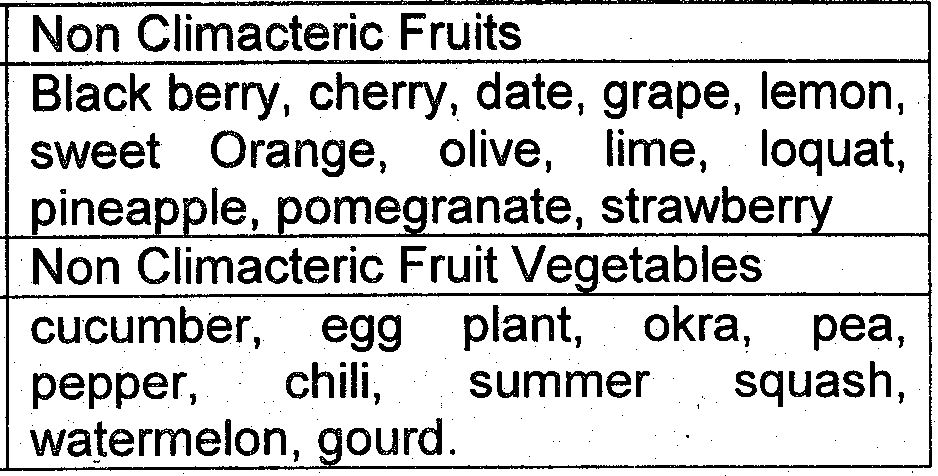 Non Climacteric Fruits
Black berry, cherry, date, grape, lemon,
sweet Orange, olive, lime, loquat,
pineapple, pomegranate, strawberry
Non Climacteric Fruit Vegetables
cucumber, egg plant, okra, pea,
pepper, chili, summer squash,
watermelon, gourd.